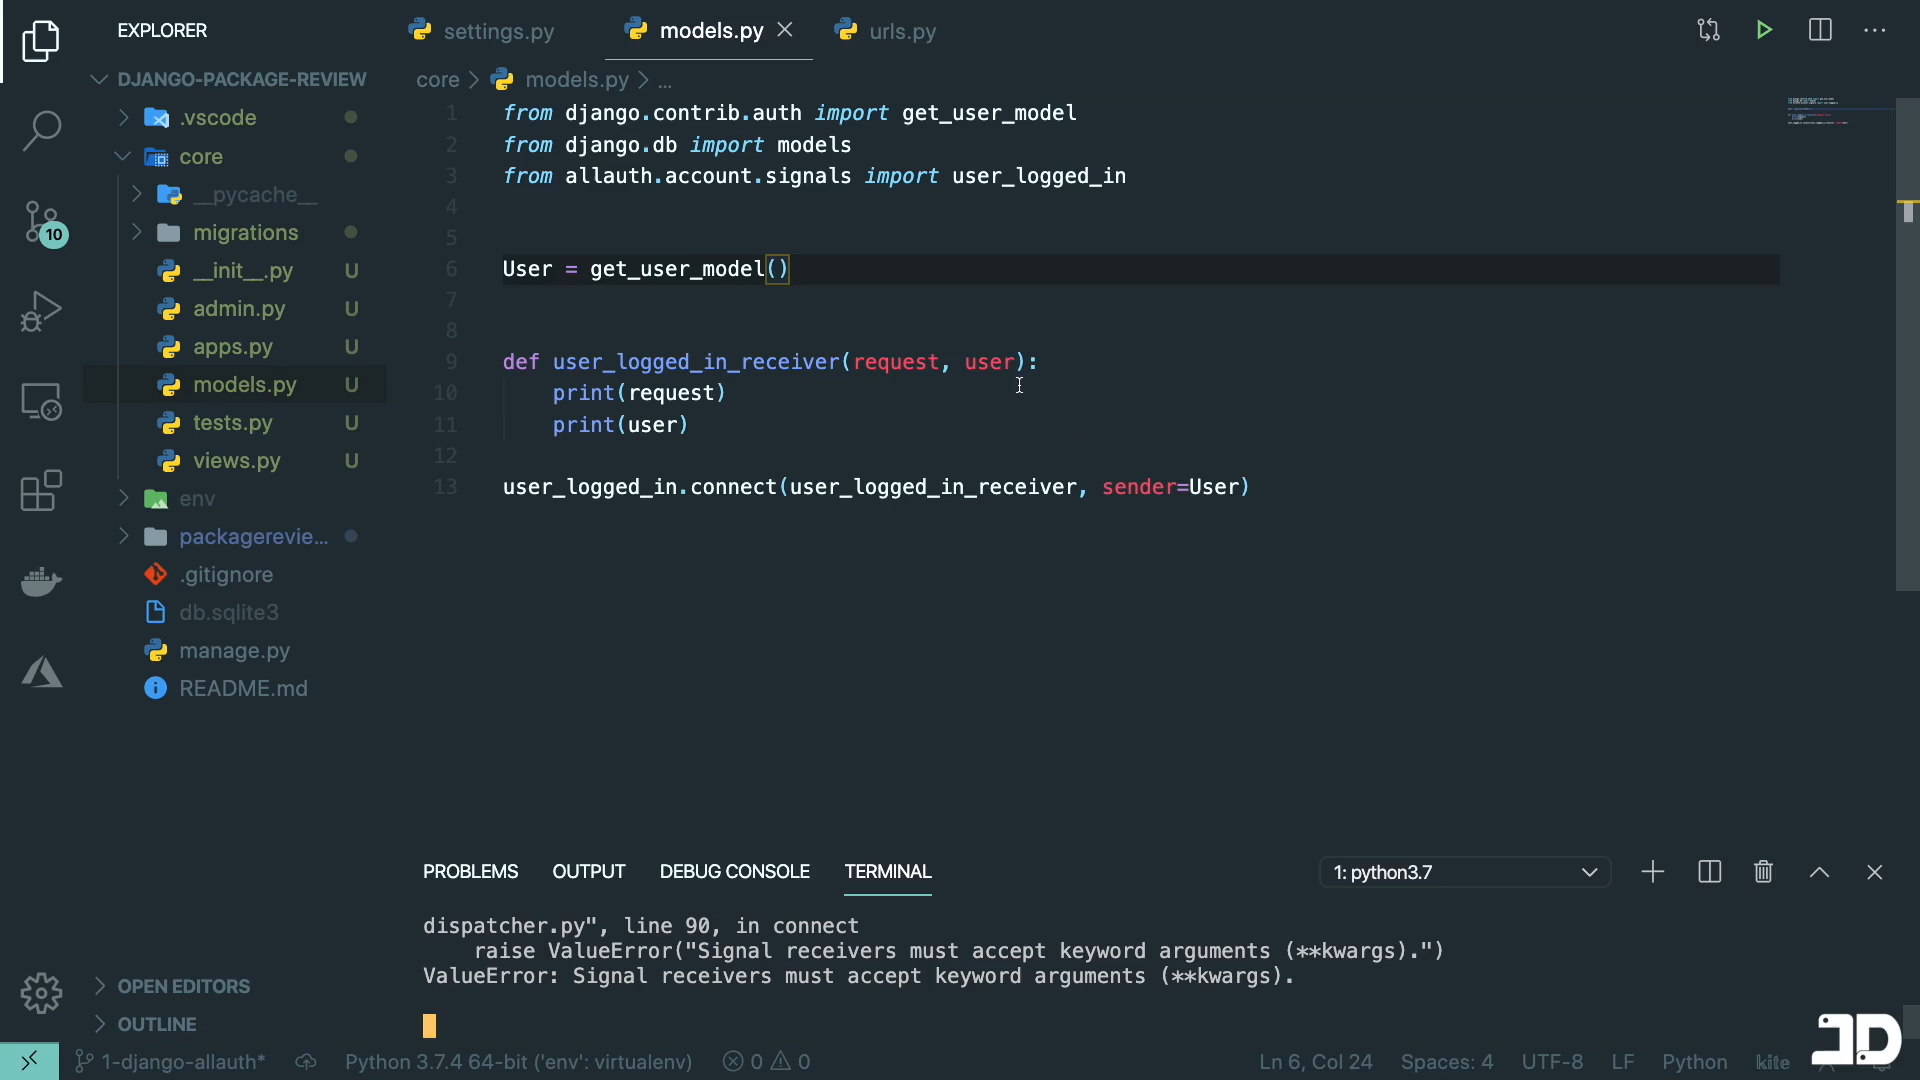 EXPLORER
settings.py
models.py
urls.py
DJANGO-PACKAGE-REVIEW
core > models.py > ...
.vscode
core
__pycache__
migrations
__init__.py U
admin.py U
apps.py U
models.py U
tests.py U
views.py U
env
packagerevie...
.gitignore
db.sqlite3
manage.py
README.md
10
1 from django.contrib.auth import get_user_model
2 from django.db import models
3 from allauth.account.signals import user_logged_in
4
5
6 User = get_user_model()
7
8
9 def user_logged_in_receiver(request, user):
10 print(request)
11 print(user)
12
13 user_logged_in.connect(user_logged_in_receiver, sender=User)
PROBLEMS OUTPUT DEBUG CONSOLE TERMINAL
1: python3.7
dispatcher.py", line 90, in connect
raise ValueError("Signal receivers must accept keyword arguments (**kwargs).")
ValueError: Signal receivers must accept keyword arguments (**kwargs).
OPEN EDITORS
OUTLINE
1-django-allauth* Python 3.7.4 64-bit ('env': virtualenv) 0 0 Ln 6, Col 24 Spaces: 4 UTF-8 LF Python kite
JD